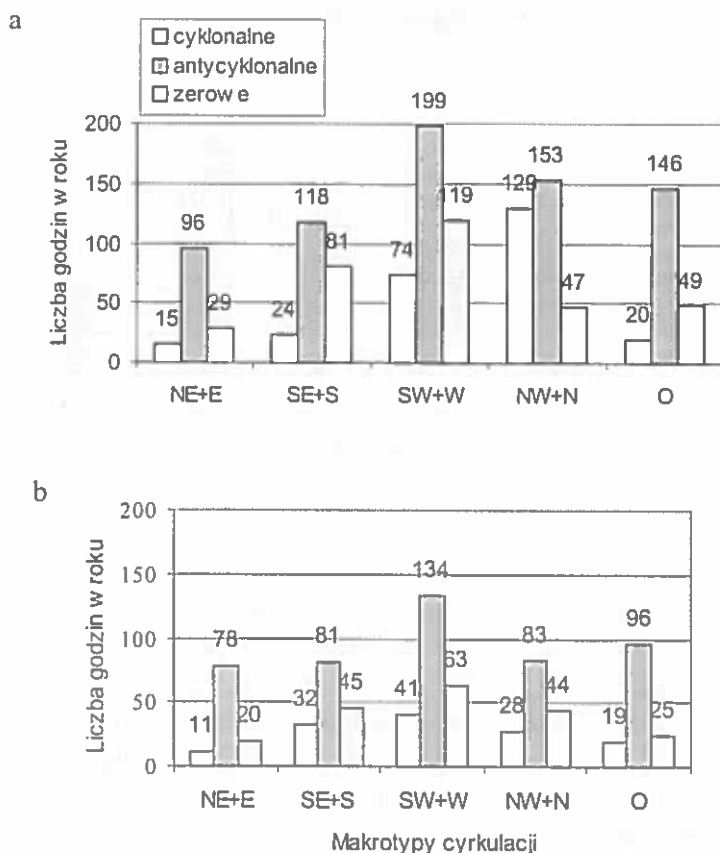 a
cyklonalne
antycyklonalne
zerowe
Liczba godzin w roku
200
150
100
50
0
15 96 29
24 118 81
74 199 119
129 153 47
20 146 49
NE+E SE+S SW+W NW+N O
b
Liczba godzin w roku
200
150
100
50
0
11 78 20
32 81 45
41 134 63
28 83 44
19 96 25
NE+E SE+S SW+W NW+N O
Makrotypy cyrkulacji